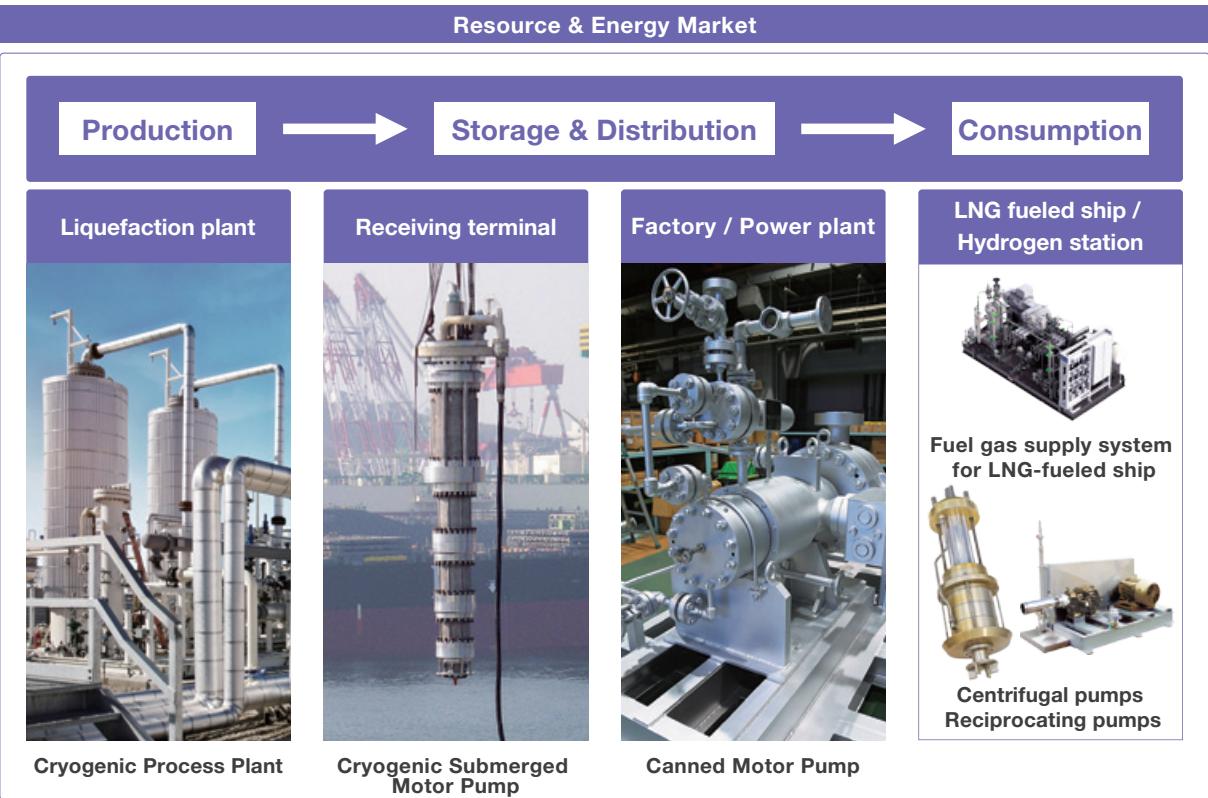 Resource & Energy Market
Production
Storage & Distribution
Consumption
Liquefaction plant
Receiving terminal
Factory / Power plant
LNG fueled ship /
Hydrogen station
Fuel gas supply system
for LNG-fueled ship
Centrifugal pumps
Reciprocating pumps
Cryogenic Process Plant
Cryogenic Submerged
Motor Pump
Canned Motor Pump